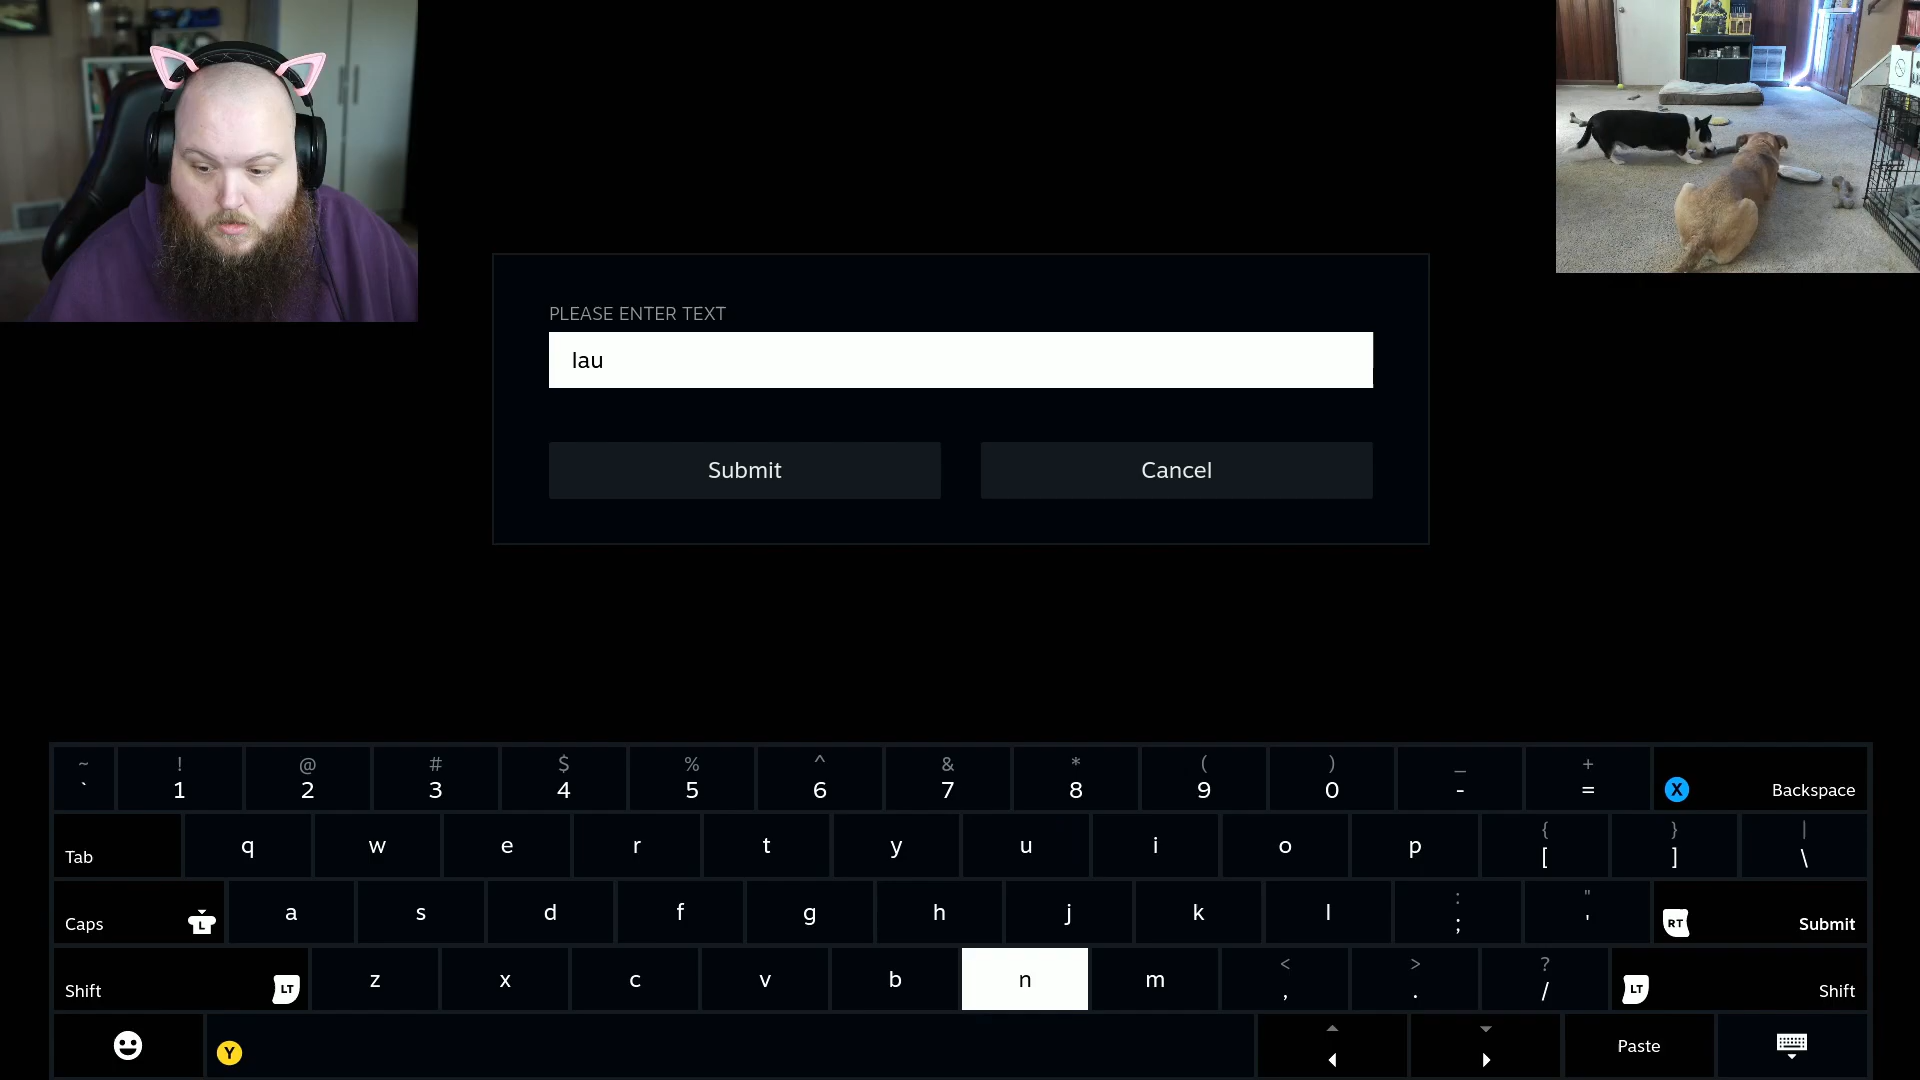 PLEASE ENTER TEXT
lau
Submit Cancel
~ ! @ # $ % ^ & * ( ) _ +
` 1 2 3 4 5 6 7 8 9 0 - = X Backspace
{ } |
Tab q w e r t y u i o p [ ] \
: "
Caps L a s d f g h j k l ; ' RT Submit
< > ?
Shift LT z x c v b n m , . / LT Shift
Y Paste